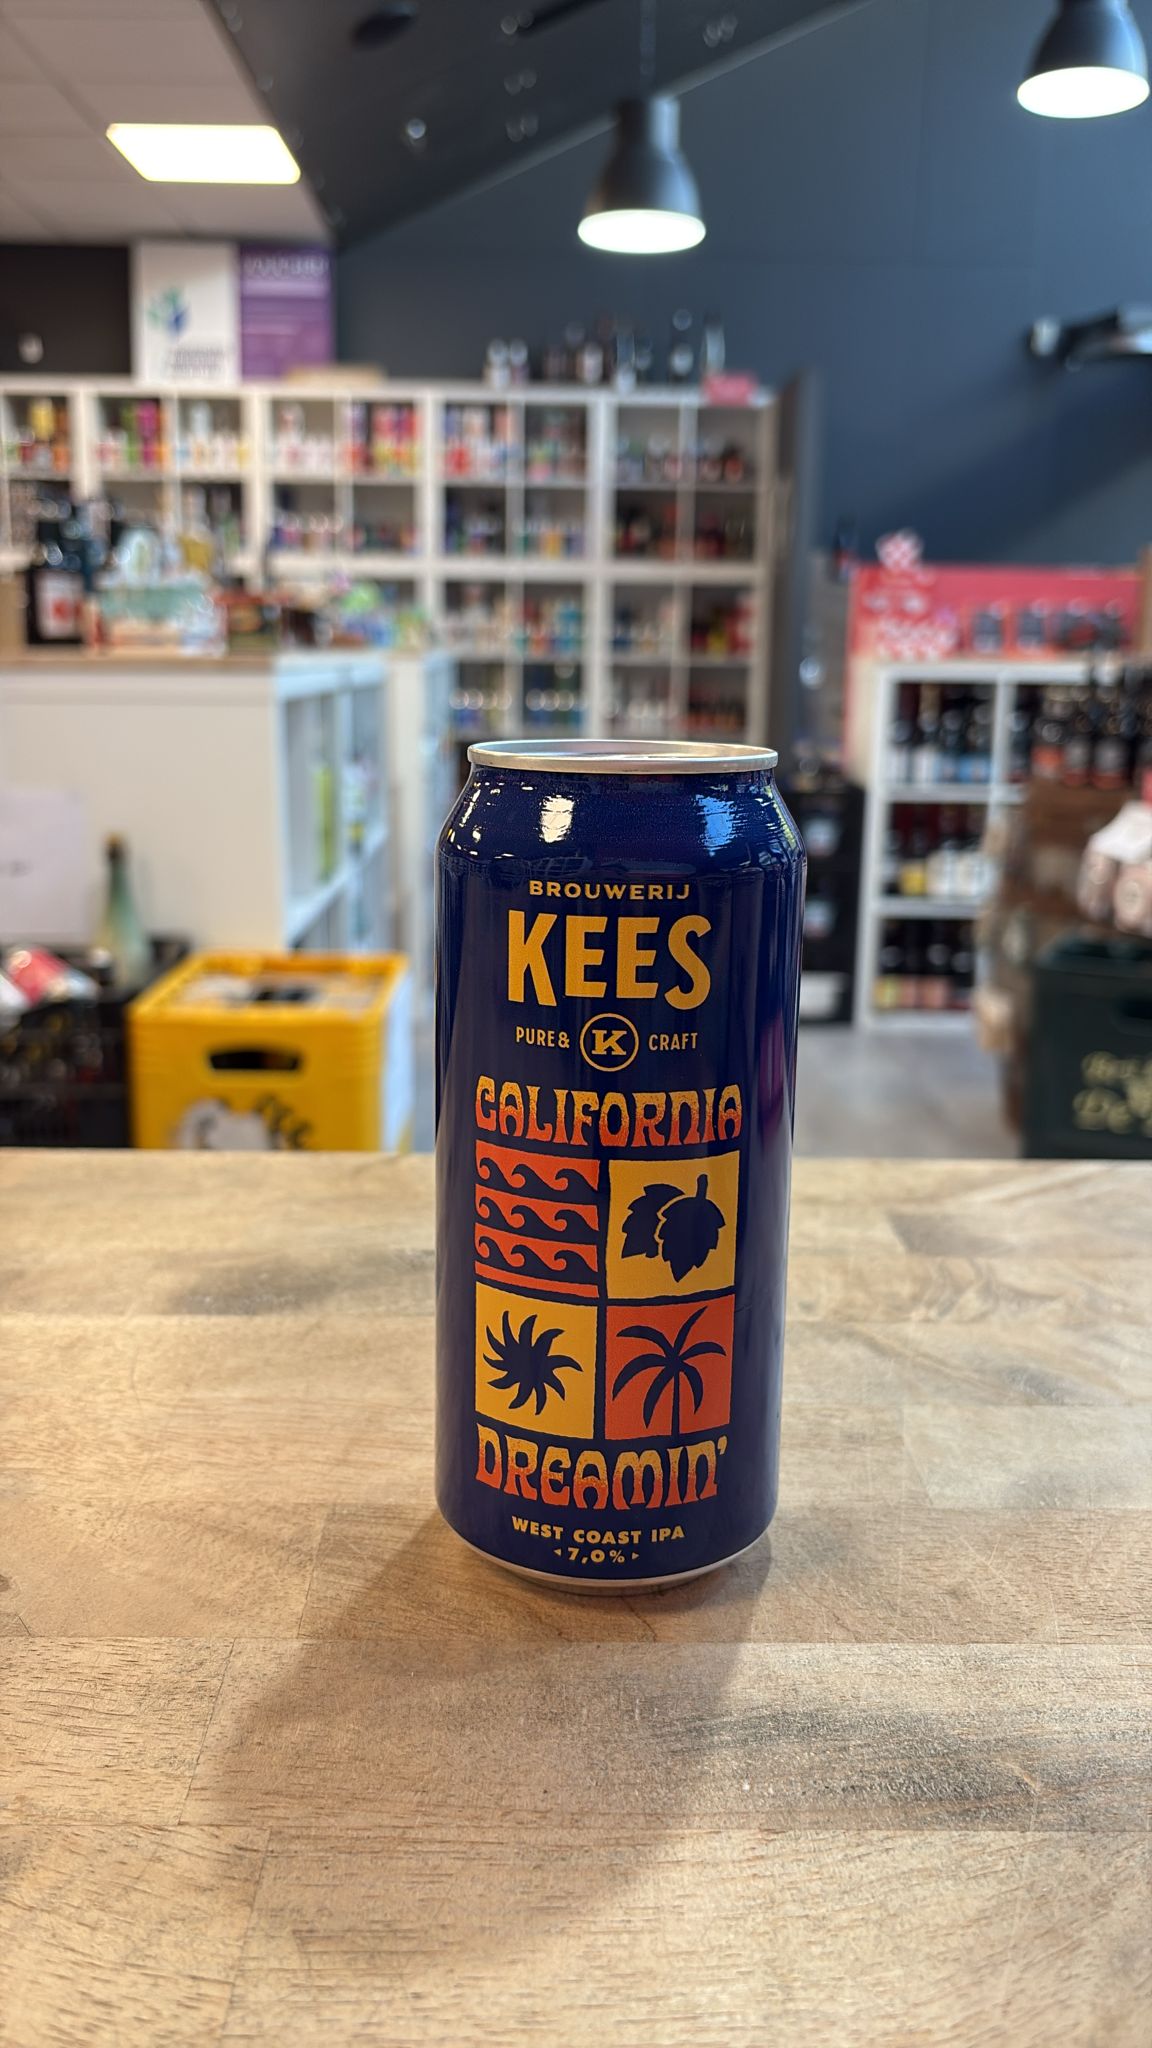 BROUWERIJ
KEES
PURE & K CRAFT
CALIFORNIA
DREAMIN'
WEST COAST IPA
7,0%